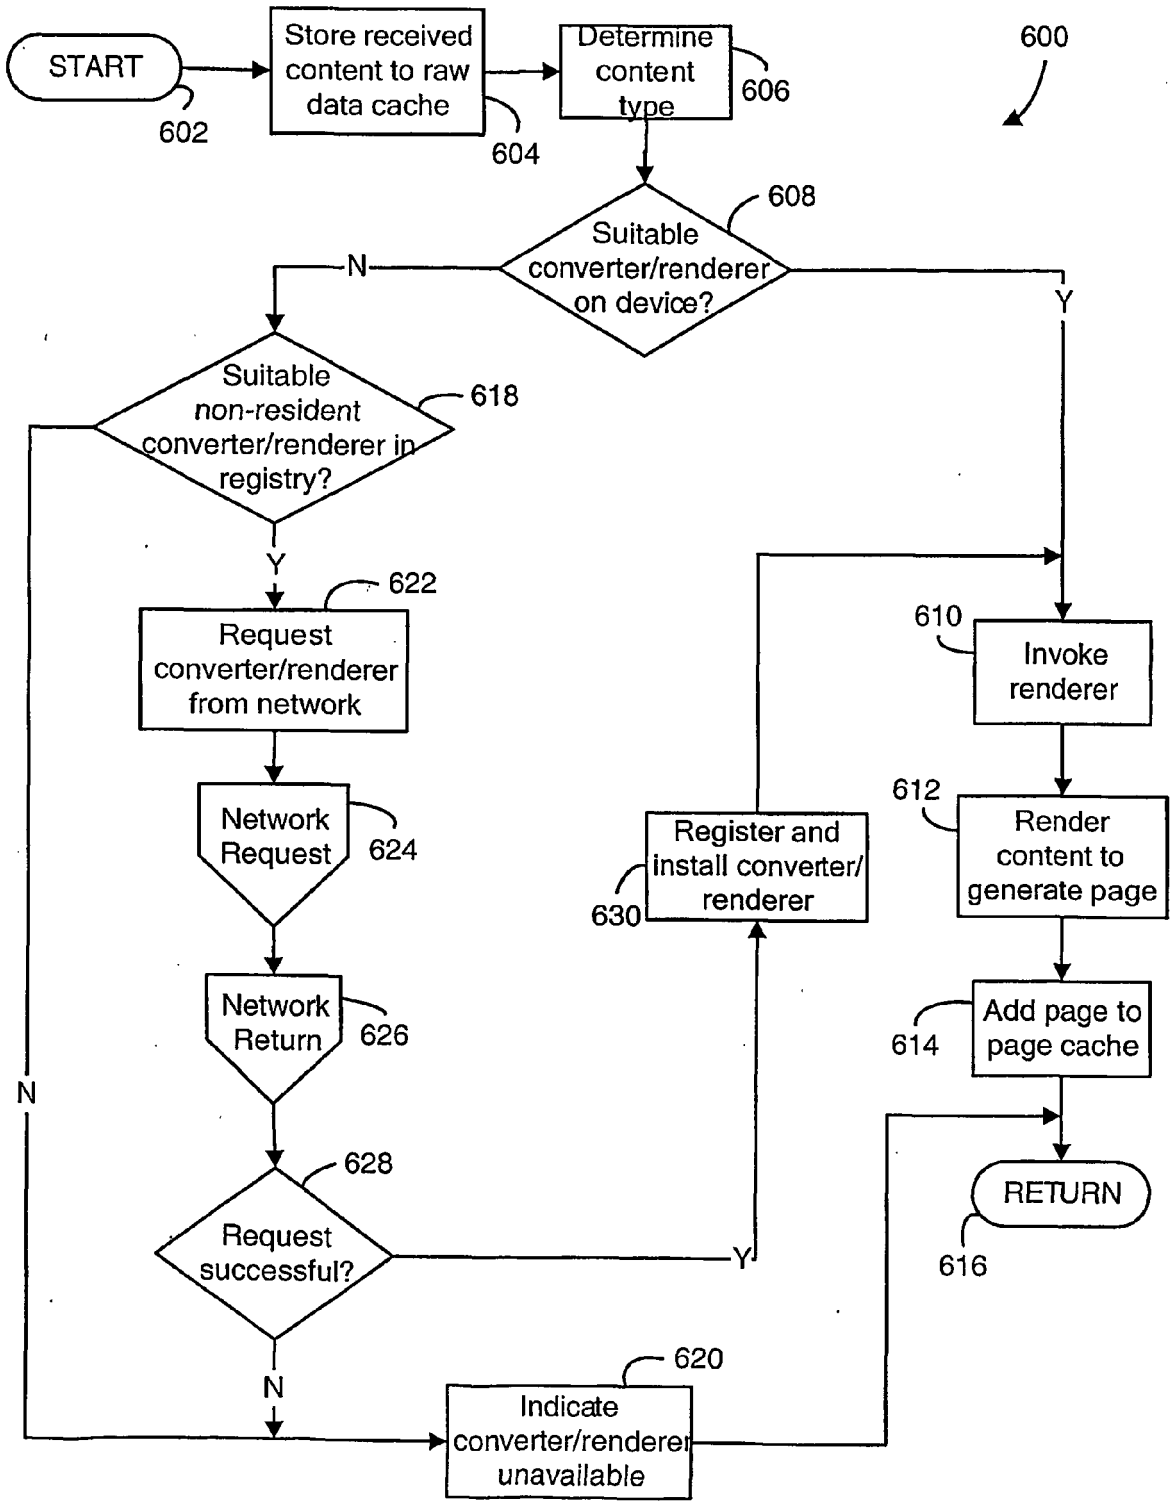 START
602
Store received
content to raw
data cache
604
Determine
content
type
606
600
608
Suitable
converter/renderer
on device?
N
Y
Suitable
non-resident
converter/renderer in
registry?
618
Y
622
Request
converter/renderer
from network
610
Invoke
renderer
Network
Request
624
612
Render
content to
generate page
Register and
install converter/
renderer
630
Network
Return
626
Add page to
page cache
614
N
628
Request
successful?
Y
RETURN
616
N
620
Indicate
converter/renderer
unavailable